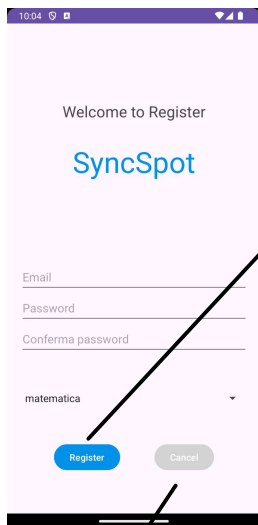 10:04
Welcome to Register
SyncSpot
Email
Password
Conferma password
matematica
Register Cancel